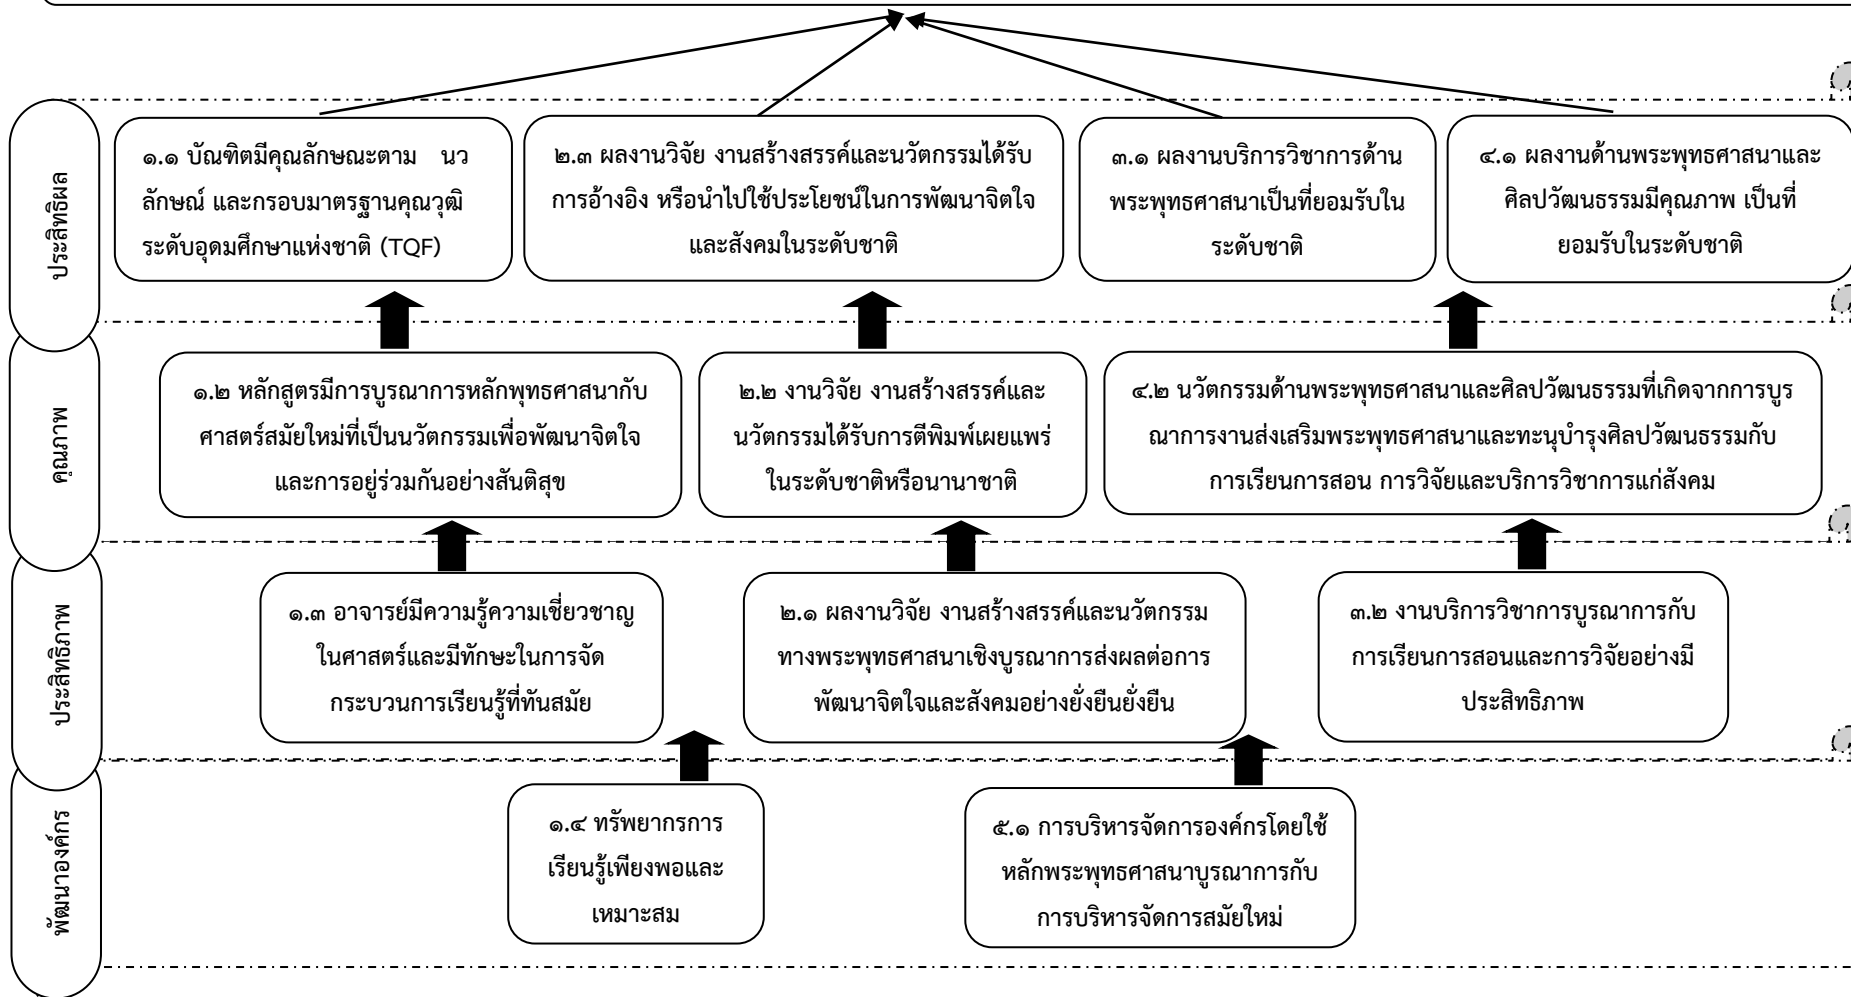 ประสิทธิผล
๑.๑ บัณฑิตมีคุณลักษณะตาม นว
ลักษณ์ และกรอบมาตรฐานคุณวุฒิ
ระดับอุดมศึกษาแห่งชาติ (TQF)
๒.๓ ผลงานวิจัย งานสร้างสรรค์และนวัตกรรมได้รับ
การอ้างอิง หรือนำไปใช้ประโยชน์ในการพัฒนาจิตใจ
และสังคมในระดับชาติ
๓.๑ ผลงานบริการวิชาการด้าน
พระพุทธศาสนาเป็นที่ยอมรับใน
ระดับชาติ
๔.๑ ผลงานด้านพระพุทธศาสนาและ
ศิลปวัฒนธรรมมีคุณภาพ เป็นที่
ยอมรับในระดับชาติ
คุณภาพ
๑.๒ หลักสูตรมีการบูรณาการหลักพุทธศาสนากับ
ศาสตร์สมัยใหม่ที่เป็นนวัตกรรมเพื่อพัฒนาจิตใจ
และการอยู่ร่วมกันอย่างสันติสุข
๒.๒ งานวิจัย งานสร้างสรรค์และ
นวัตกรรมได้รับการตีพิมพ์เผยแพร่
ในระดับชาติหรือนานาชาติ
๔.๒ นวัตกรรมด้านพระพุทธศาสนาและศิลปวัฒนธรรมที่เกิดจากการบูร
ณาการงานส่งเสริมพระพุทธศาสนาและทะนุบำรุงศิลปวัฒนธรรมกับ
การเรียนการสอน การวิจัยและบริการวิชาการแก่สังคม
ประสิทธิภาพ
๑.๓ อาจารย์มีความรู้ความเชี่ยวชาญ
ในศาสตร์และมีทักษะในการจัด
กระบวนการเรียนรู้ที่ทันสมัย
๒.๑ ผลงานวิจัย งานสร้างสรรค์และนวัตกรรม
ทางพระพุทธศาสนาเชิงบูรณาการส่งผลต่อการ
พัฒนาจิตใจและสังคมอย่างยั่งยืนยั่งยืน
๓.๒ งานบริการวิชาการบูรณาการกับ
การเรียนการสอนและการวิจัยอย่างมี
ประสิทธิภาพ
พัฒนาองค์กร
๑.๔ ทรัพยากรการ
เรียนรู้เพียงพอและ
เหมาะสม
๕.๑ การบริหารจัดการองค์กรโดยใช้
หลักพระพุทธศาสนาบูรณาการกับ
การบริหารจัดการสมัยใหม่